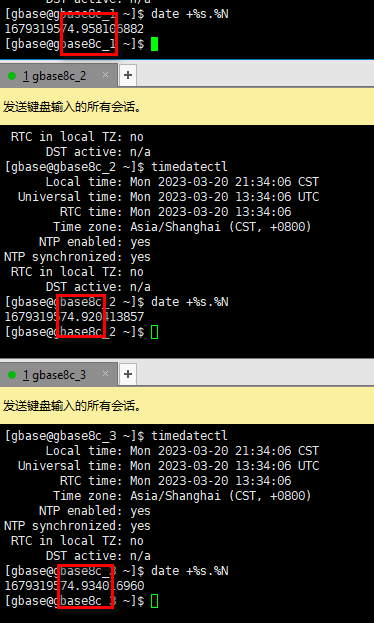 DST active: n/a
[gbase@gbase8c_1 ~]$ date +%s.%N
1679319574.958106882
[gbase@gbase8c_1 ~]$
1 gbase8c_2 × +
发送键盘输入的所有会话。
RTC in local TZ: no
DST active: n/a
[gbase@gbase8c_2 ~]$ timedatectl
Local time: Mon 2023-03-20 21:34:06 CST
Universal time: Mon 2023-03-20 13:34:06 UTC
RTC time: Mon 2023-03-20 13:34:06
Time zone: Asia/Shanghai (CST, +0800)
NTP enabled: yes
NTP synchronized: yes
RTC in local TZ: no
DST active: n/a
[gbase@gbase8c_2 ~]$ date +%s.%N
1679319574.920413857
[gbase@gbase8c_2 ~]$
1 gbase8c_3 × +
发送键盘输入的所有会话。
[gbase@gbase8c_3 ~]$ timedatectl
Local time: Mon 2023-03-20 21:34:06 CST
Universal time: Mon 2023-03-20 13:34:06 UTC
RTC time: Mon 2023-03-20 13:34:06
Time zone: Asia/Shanghai (CST, +0800)
NTP enabled: yes
NTP synchronized: yes
RTC in local TZ: no
DST active: n/a
[gbase@gbase8c_3 ~]$ date +%s.%N
1679319574.934016960
[gbase@gbase8c_3 ~]$